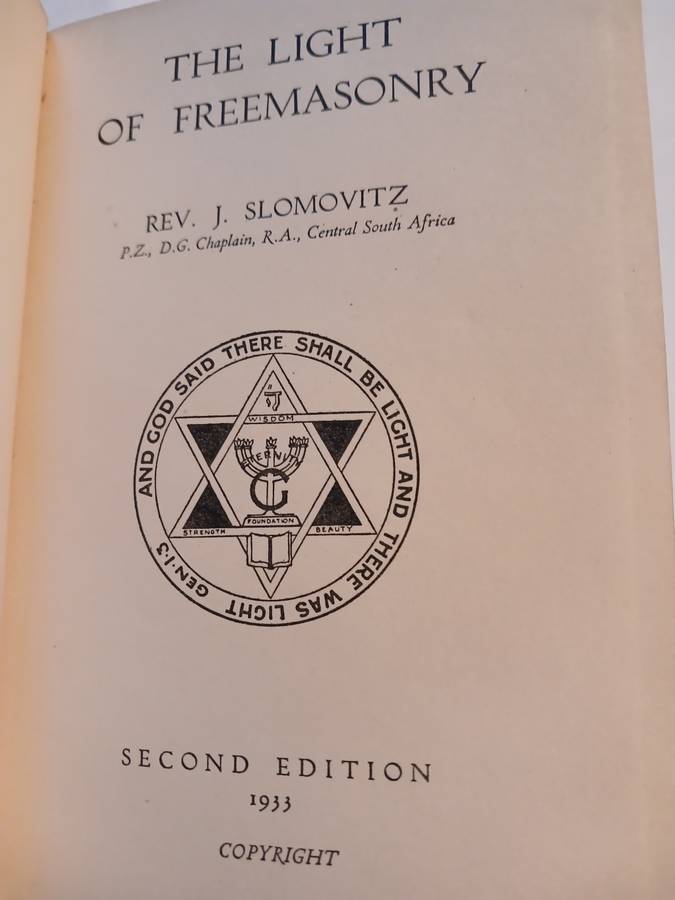 THE LIGHT
OF FREEMASONRY
REV. J. SLOMOVITZ
P.Z., D.G. Chaplain, R.A., Central South Africa
AND GOD SAID THERE SHALL BE LIGHT AND THERE WAS LIGHT GEN·1·3
WISDOM
ETERNITY
G
FOUNDATION
STRENGTH
BEAUTY
SECOND EDITION
1933
COPYRIGHT